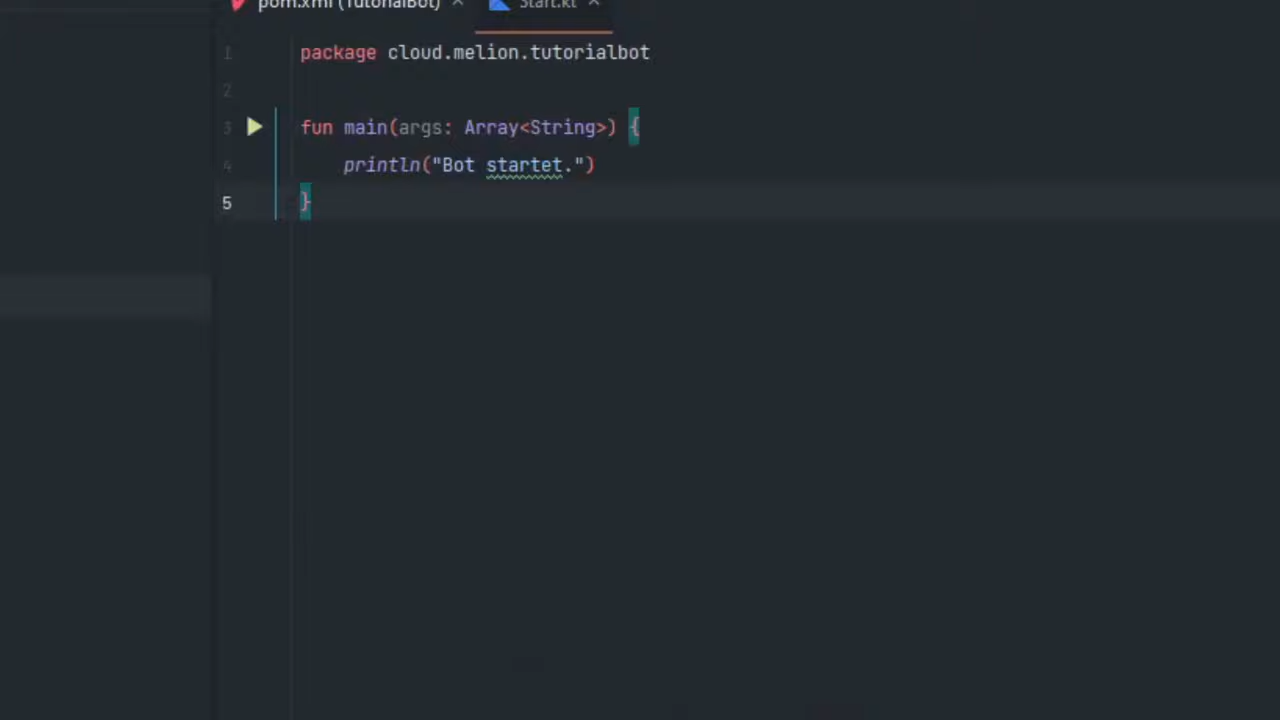 pom.xml (TutorialBot) ×
Start.kt ×
1 package cloud.melion.tutorialbot
2
3 fun main(args: Array<String>) {
4 println("Bot startet.")
5 }